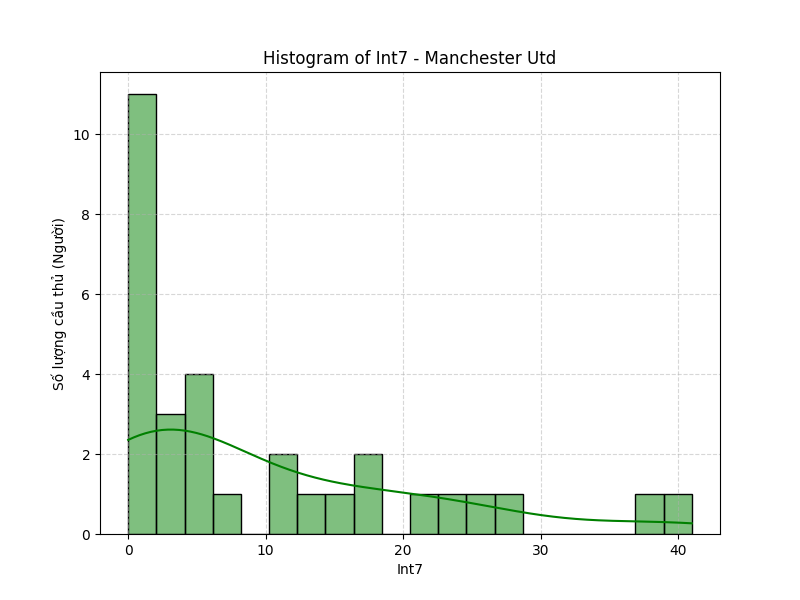 Histogram of Int7 - Manchester Utd
Số lượng cầu thủ (Người)
10
8
6
4
2
0
0 10 20 30 40
Int7